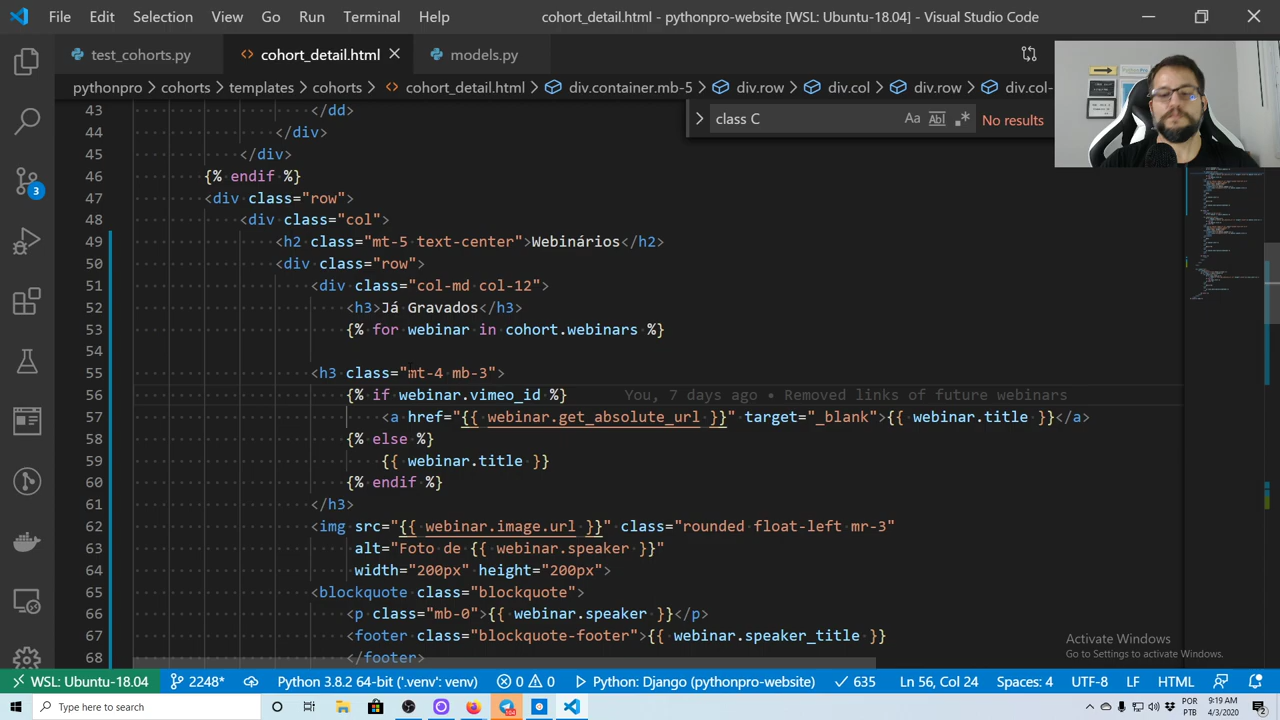 File Edit Selection View Go Run Terminal Help cohort_detail.html - pythonpro-website [WSL: Ubuntu-18.04] - Visual Studio Code
test_cohorts.py cohort_detail.html models.py
pythonpro > cohorts > templates > cohorts > cohort_detail.html > div.container.mb-5 > div.row > div.col > div.row > div.col-
class C Aa Abl .* No results
43 </dd>
44 </div>
45 </div>
46 {% endif %}
47 <div class="row">
48 <div class="col">
49 <h2 class="mt-5 text-center">Webinários</h2>
50 <div class="row">
51 <div class="col-md col-12">
52 <h3>Já Gravados</h3>
53 {% for webinar in cohort.webinars %}
54
55 <h3 class="mt-4 mb-3">
56 {% if webinar.vimeo_id %} You, 7 days ago • Removed links of future webinars
57 <a href="{{ webinar.get_absolute_url }}" target="_blank">{{ webinar.title }}</a>
58 {% else %}
59 {{ webinar.title }}
60 {% endif %}
61 </h3>
62 <img src="{{ webinar.image.url }}" class="rounded float-left mr-3"
63 alt="Foto de {{ webinar.speaker }}"
64 width="200px" height="200px">
65 <blockquote class="blockquote">
66 <p class="mb-0">{{ webinar.speaker }}</p>
67 <footer class="blockquote-footer">{{ webinar.speaker_title }}
68 </footer>
3
Activate Windows
Go to Settings to activate Windows.
WSL: Ubuntu-18.04 2248* Python 3.8.2 64-bit ('.venv': venv) 0 0 Python: Django (pythonpro-website) 635 Ln 56, Col 24 Spaces: 4 UTF-8 LF HTML
Type here to search
POR
PTB
9:19 AM
4/3/2020
2